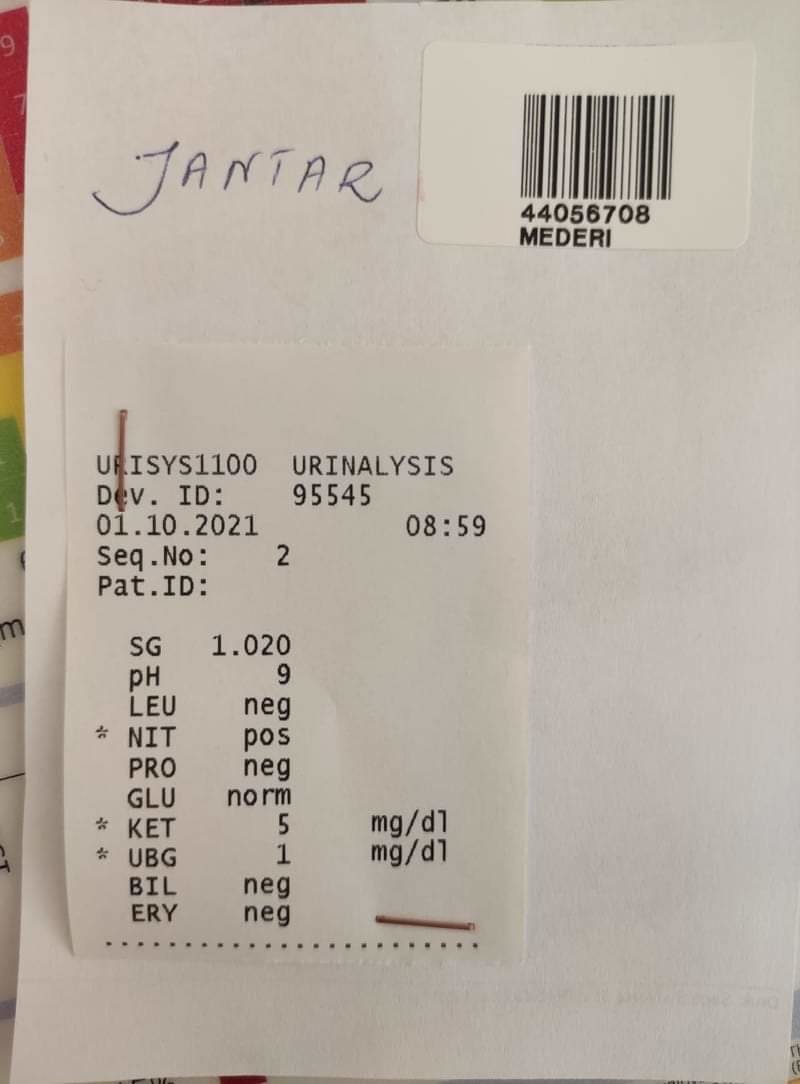 JANTAR
44056708
MEDERI
URISYS1100 URINALYSIS
Dev. ID: 95545
01.10.2021 08:59
Seq.No: 2
Pat.ID:
SG 1.020
pH 9
LEU neg
* NIT pos
PRO neg
GLU norm
* KET 5 mg/dl
* UBG 1 mg/dl
BIL neg
ERY neg